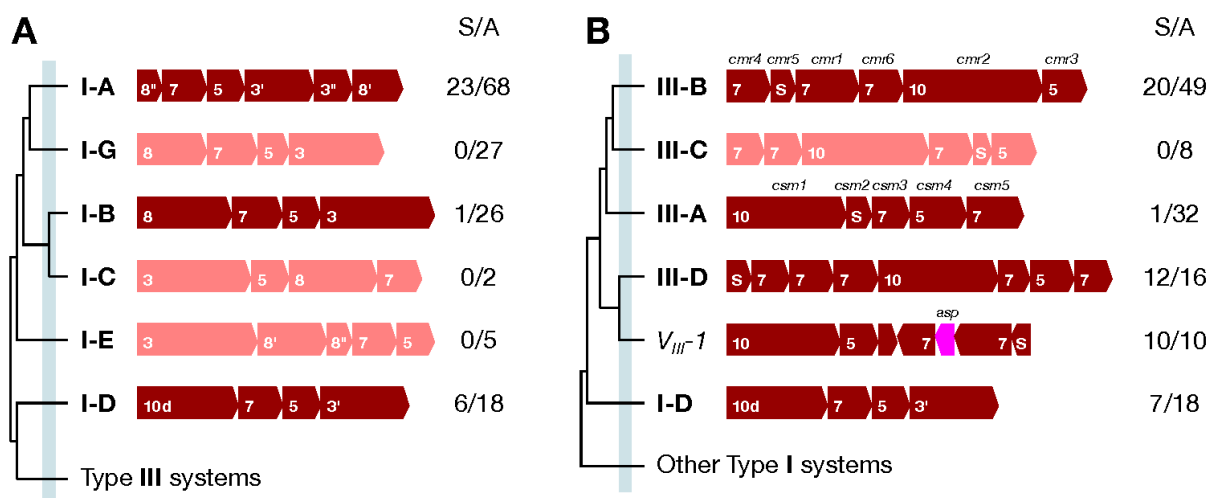 A
S/A
I-A 8" 7 5 3' 3" 8' 23/68
I-G 8 7 5 3 0/27
I-B 8 7 5 3 1/26
I-C 3 5 8 7 0/2
I-E 3 8' 8" 7 5 0/5
I-D 10d 7 5 3' 6/18
Type III systems
B
S/A
cmr4 cmr5 cmr1 cmr6 cmr2 cmr3
III-B 7 S 7 7 10 5 20/49
III-C 7 7 10 7 S 5 0/8
csm1 csm2 csm3 csm4 csm5
III-A 10 S 7 5 7 1/32
III-D S 7 7 7 10 7 5 7 12/16
asp
VIII-1 10 5 7 7 S 10/10
I-D 10d 7 5 3' 7/18
Other Type I systems